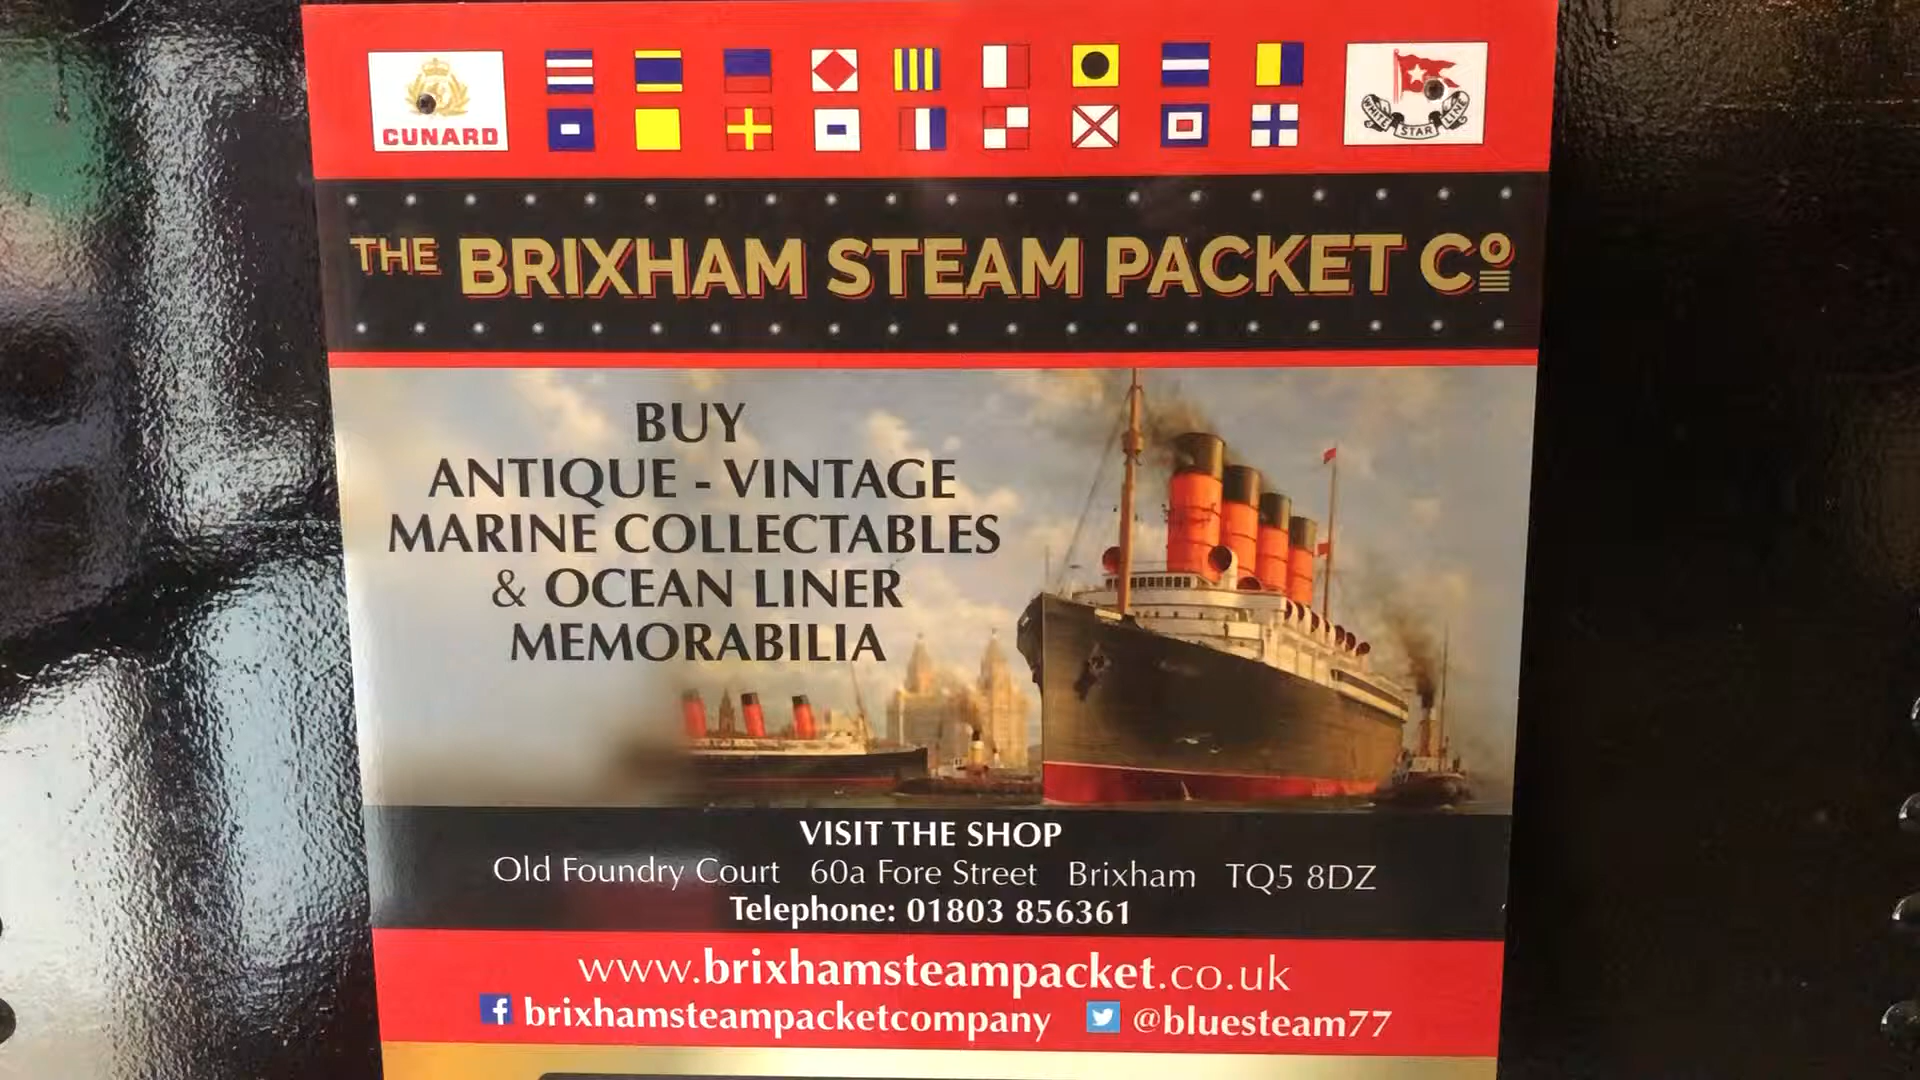 CUNARD
WHITE STAR LINE
THE BRIXHAM STEAM PACKET Cº
BUY
ANTIQUE - VINTAGE
MARINE COLLECTABLES
& OCEAN LINER
MEMORABILIA
VISIT THE SHOP
Old Foundry Court 60a Fore Street Brixham TQ5 8DZ
Telephone: 01803 856361
www.brixhamsteampacket.co.uk
f brixhamsteampacketcompany @bluesteam77